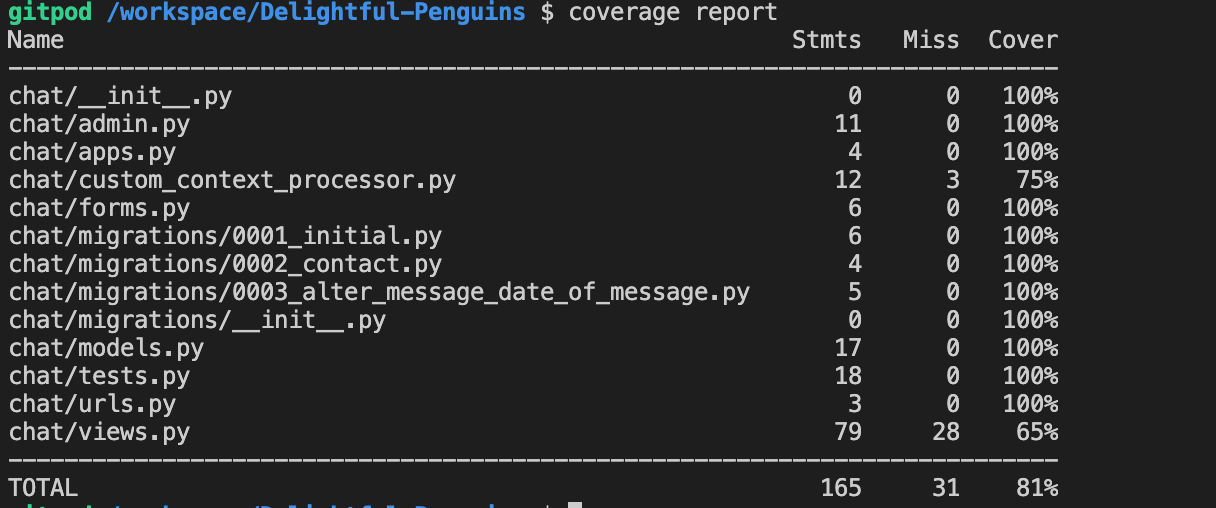 gitpod /workspace/Delightful-Penguins $ coverage report
Name Stmts Miss Cover
chat/__init__.py 0 0 100%
chat/admin.py 11 0 100%
chat/apps.py 4 0 100%
chat/custom_context_processor.py 12 3 75%
chat/forms.py 6 0 100%
chat/migrations/0001_initial.py 6 0 100%
chat/migrations/0002_contact.py 4 0 100%
chat/migrations/0003_alter_message_date_of_message.py 5 0 100%
chat/migrations/__init__.py 0 0 100%
chat/models.py 17 0 100%
chat/tests.py 18 0 100%
chat/urls.py 3 0 100%
chat/views.py 79 28 65%
TOTAL 165 31 81%